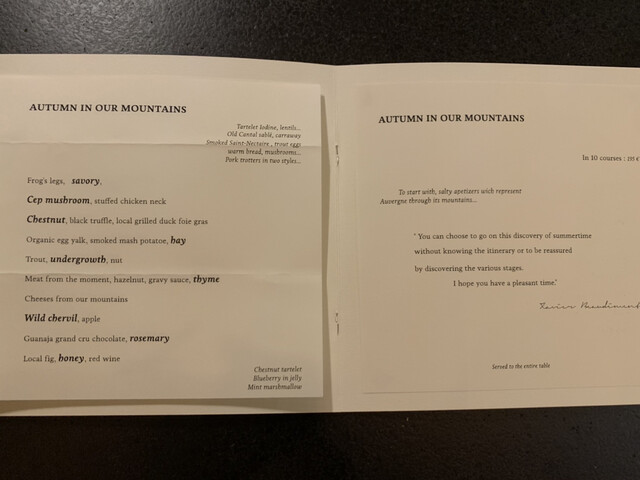 AUTUMN IN OUR MOUNTAINS
Tartelet Iodine, lentils...
Old Cantal sablé, carraway
Smoked Saint-Nectaire , trout eggs
warm bread, mushrooms...
Pork trotters in two styles...
Frog's legs, savory,
Cep mushroom, stuffed chicken neck
Chestnut, black truffle, local grilled duck foie gras
Organic egg yalk, smoked mash potatoe, hay
Trout, undergrowth, nut
Meat from the moment, hazelnut, gravy sauce, thyme
Cheeses from our mountains
Wild chervil, apple
Guanaja grand cru chocolate, rosemary
Local fig, honey, red wine
Chestnut tartelet
Blueberry in jelly
Mint marshmallow
AUTUMN IN OUR MOUNTAINS
In 10 courses : 195 €
To start with, salty apetizers wich represent
Auvergne through its mountains...
" You can choose to go on this discovery of summertime
without knowing the itinerary or to be reassured
by discovering the various stages.
I hope you have a pleasant time."
Served to the entire table